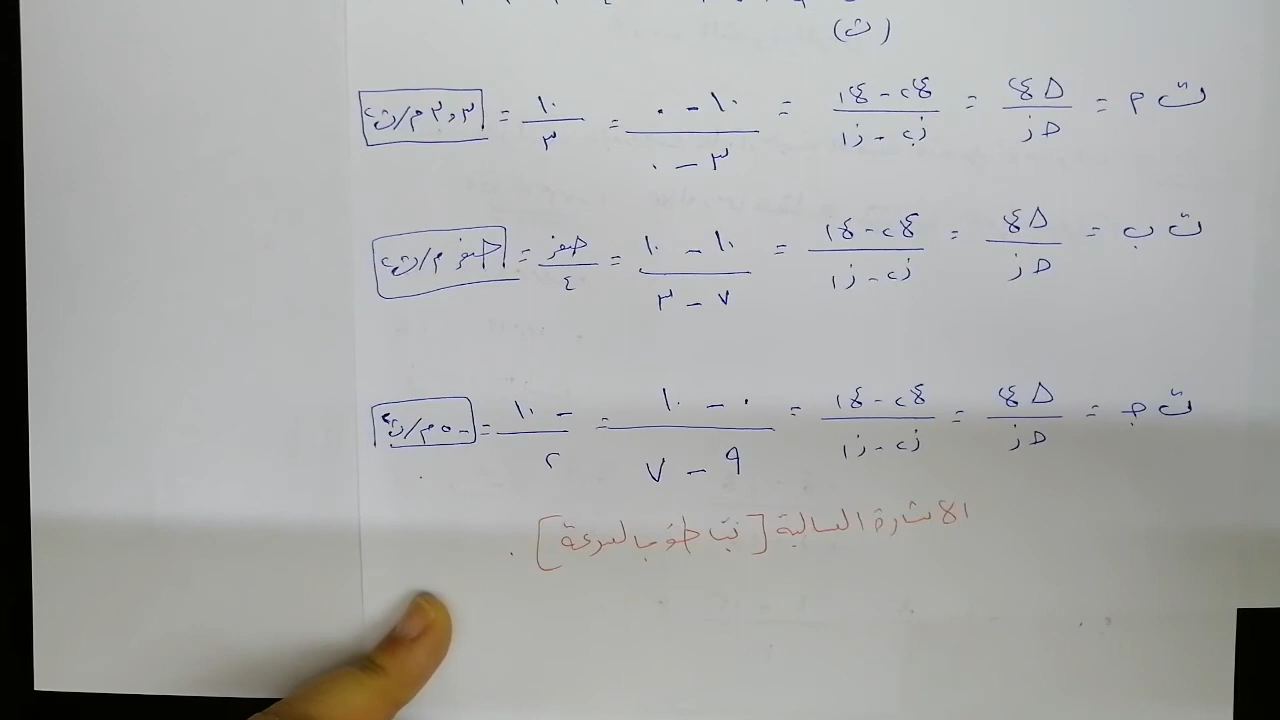 (ث)
ت م = Δع / Δز = ع٢ - ع١ / ز٢ - ز١ = ١٠ - ٠ / ٣ - ٠ = ١٠ / ٣ = ٣,٣ م/ث٢
ت ب = Δع / Δز = ع٢ - ع١ / ز٢ - ز١ = ١٠ - ١٠ / ٧ - ٣ = صفر / ٤ = صفر م/ث٢
ت ج = Δع / Δز = ع٢ - ع١ / ز٢ - ز١ = ٠ - ١٠ / ٩ - ٧ = - ١٠ / ٢ = -٥ م/ث٢
الاشارة السالبة [تباطؤ بالسرعة].